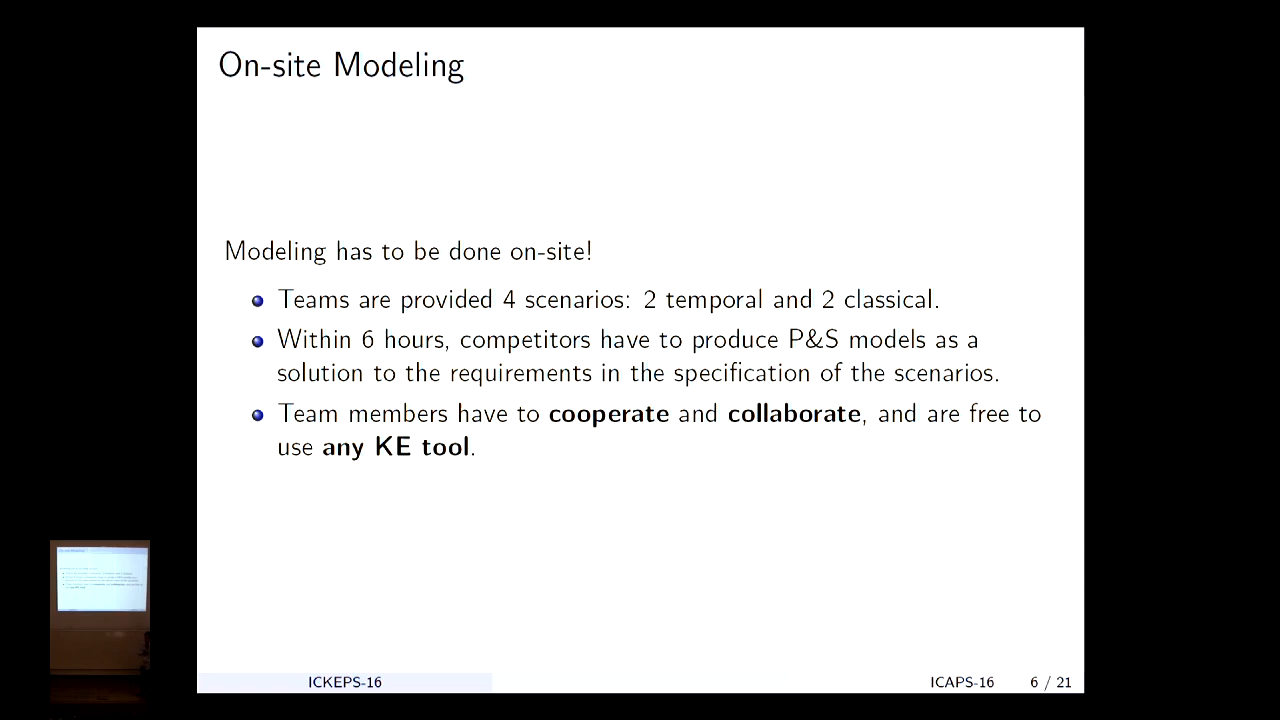 On-site Modeling
Modeling has to be done on-site!
Teams are provided 4 scenarios: 2 temporal and 2 classical.
Within 6 hours, competitors have to produce P&S models as a
solution to the requirements in the specification of the scenarios.
Team members have to cooperate and collaborate, and are free to
use any KE tool.
ICKEPS-16
ICAPS-16 6 / 21